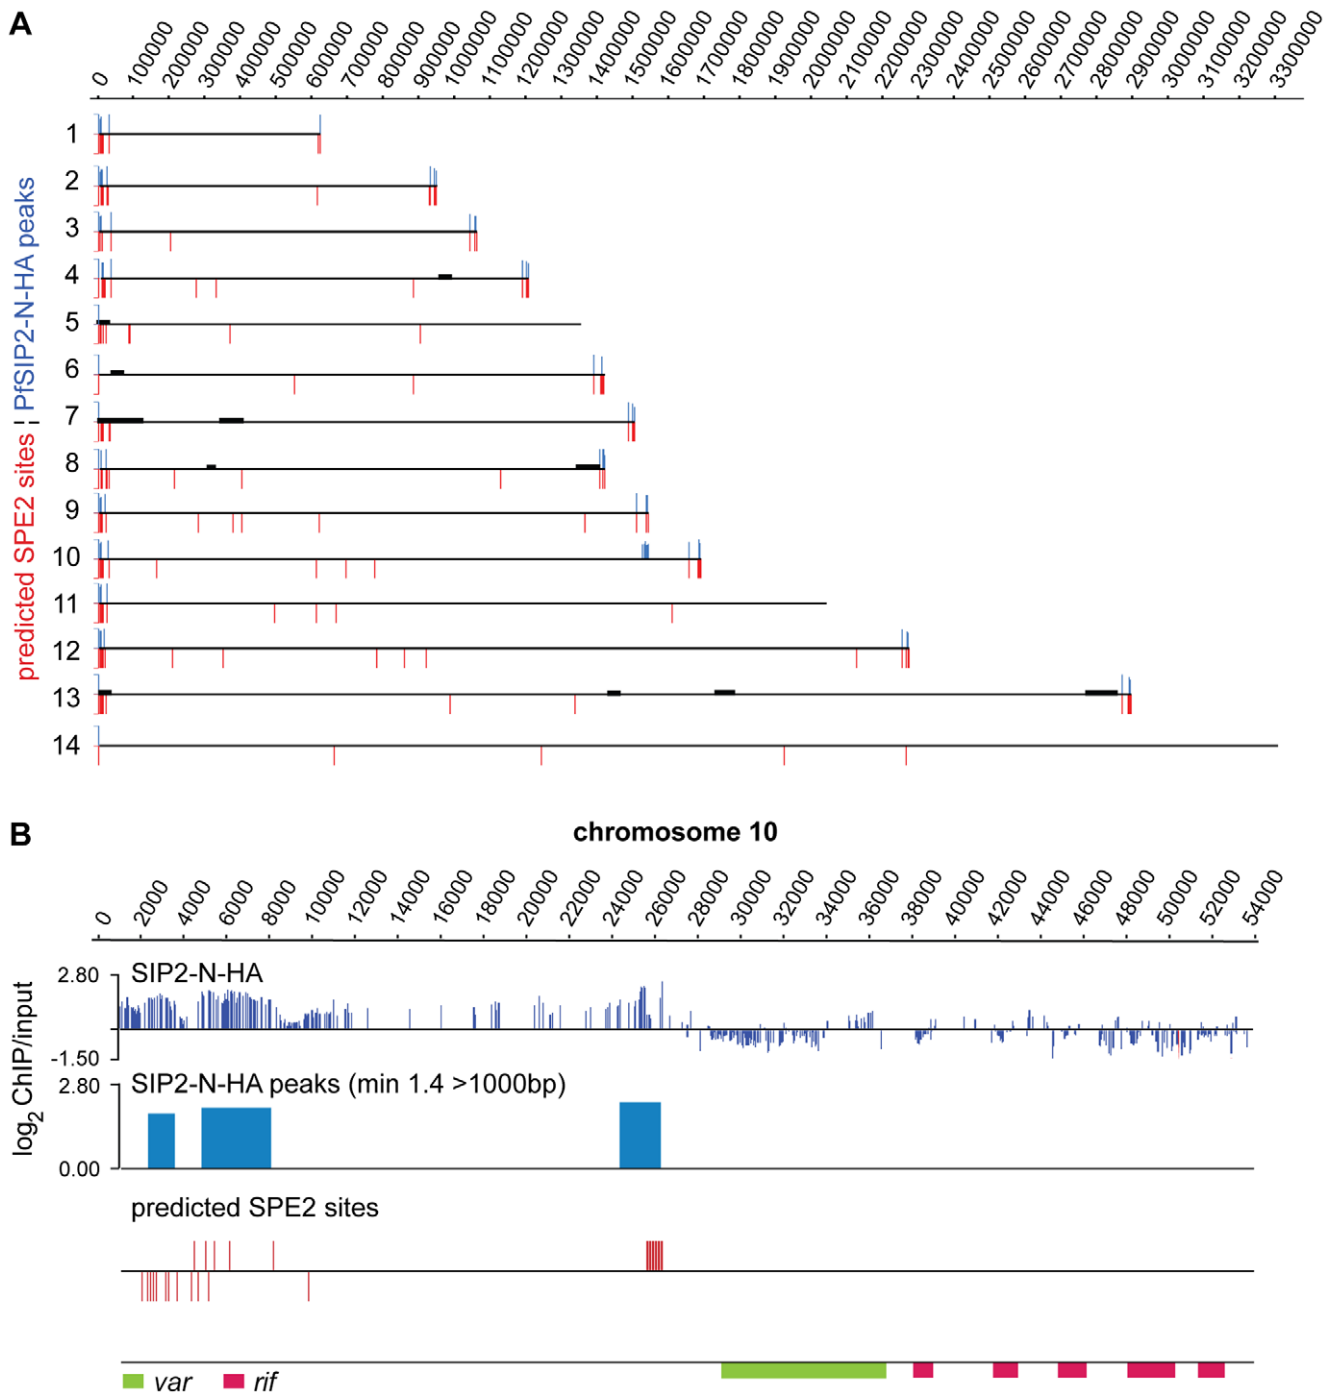 A
0 100000 200000 300000 400000 500000 600000 700000 800000 900000 1000000 1100000 1200000 1300000 1400000 1500000 1600000 1700000 1800000 1900000 2000000 2100000 2200000 2300000 2400000 2500000 2600000 2700000 2800000 2900000 3000000 3100000 3200000 3300000
predicted SPE2 sites ¦ PfSIP2-N-HA peaks
1
2
3
4
5
6
7
8
9
10
11
12
13
14
B
chromosome 10
0 2000 4000 6000 8000 10000 12000 14000 16000 18000 20000 22000 24000 26000 28000 30000 32000 34000 36000 38000 40000 42000 44000 46000 48000 50000 52000 54000
log2 ChIP/input
2.80 SIP2-N-HA
-1.50
2.80 SIP2-N-HA peaks (min 1.4 >1000bp)
0.00
predicted SPE2 sites
var rif